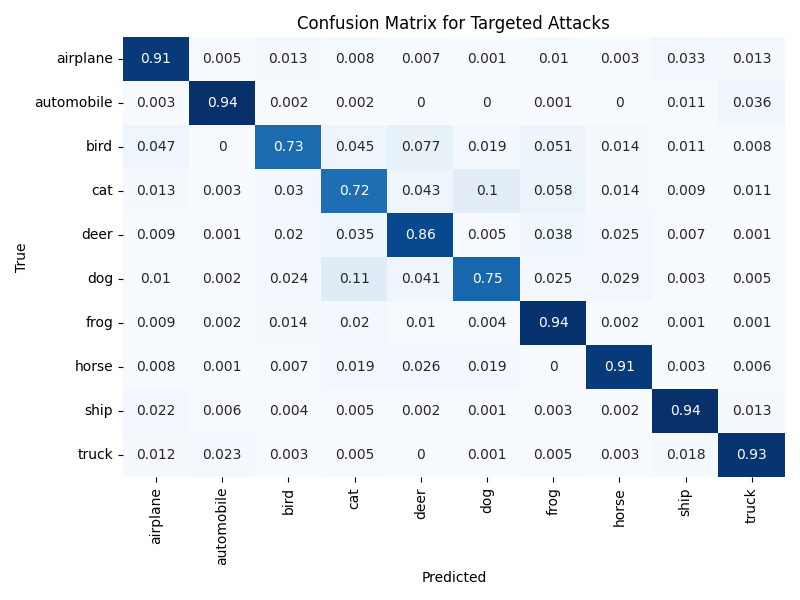 Confusion Matrix for Targeted Attacks
airplane 0.91 0.005 0.013 0.008 0.007 0.001 0.01 0.003 0.033 0.013
automobile 0.003 0.94 0.002 0.002 0 0 0.001 0 0.011 0.036
bird 0.047 0 0.73 0.045 0.077 0.019 0.051 0.014 0.011 0.008
cat 0.013 0.003 0.03 0.72 0.043 0.1 0.058 0.014 0.009 0.011
deer 0.009 0.001 0.02 0.035 0.86 0.005 0.038 0.025 0.007 0.001
True
dog 0.01 0.002 0.024 0.11 0.041 0.75 0.025 0.029 0.003 0.005
frog 0.009 0.002 0.014 0.02 0.01 0.004 0.94 0.002 0.001 0.001
horse 0.008 0.001 0.007 0.019 0.026 0.019 0 0.91 0.003 0.006
ship 0.022 0.006 0.004 0.005 0.002 0.001 0.003 0.002 0.94 0.013
truck 0.012 0.023 0.003 0.005 0 0.001 0.005 0.003 0.018 0.93
airplane automobile bird cat deer dog frog horse ship truck
Predicted